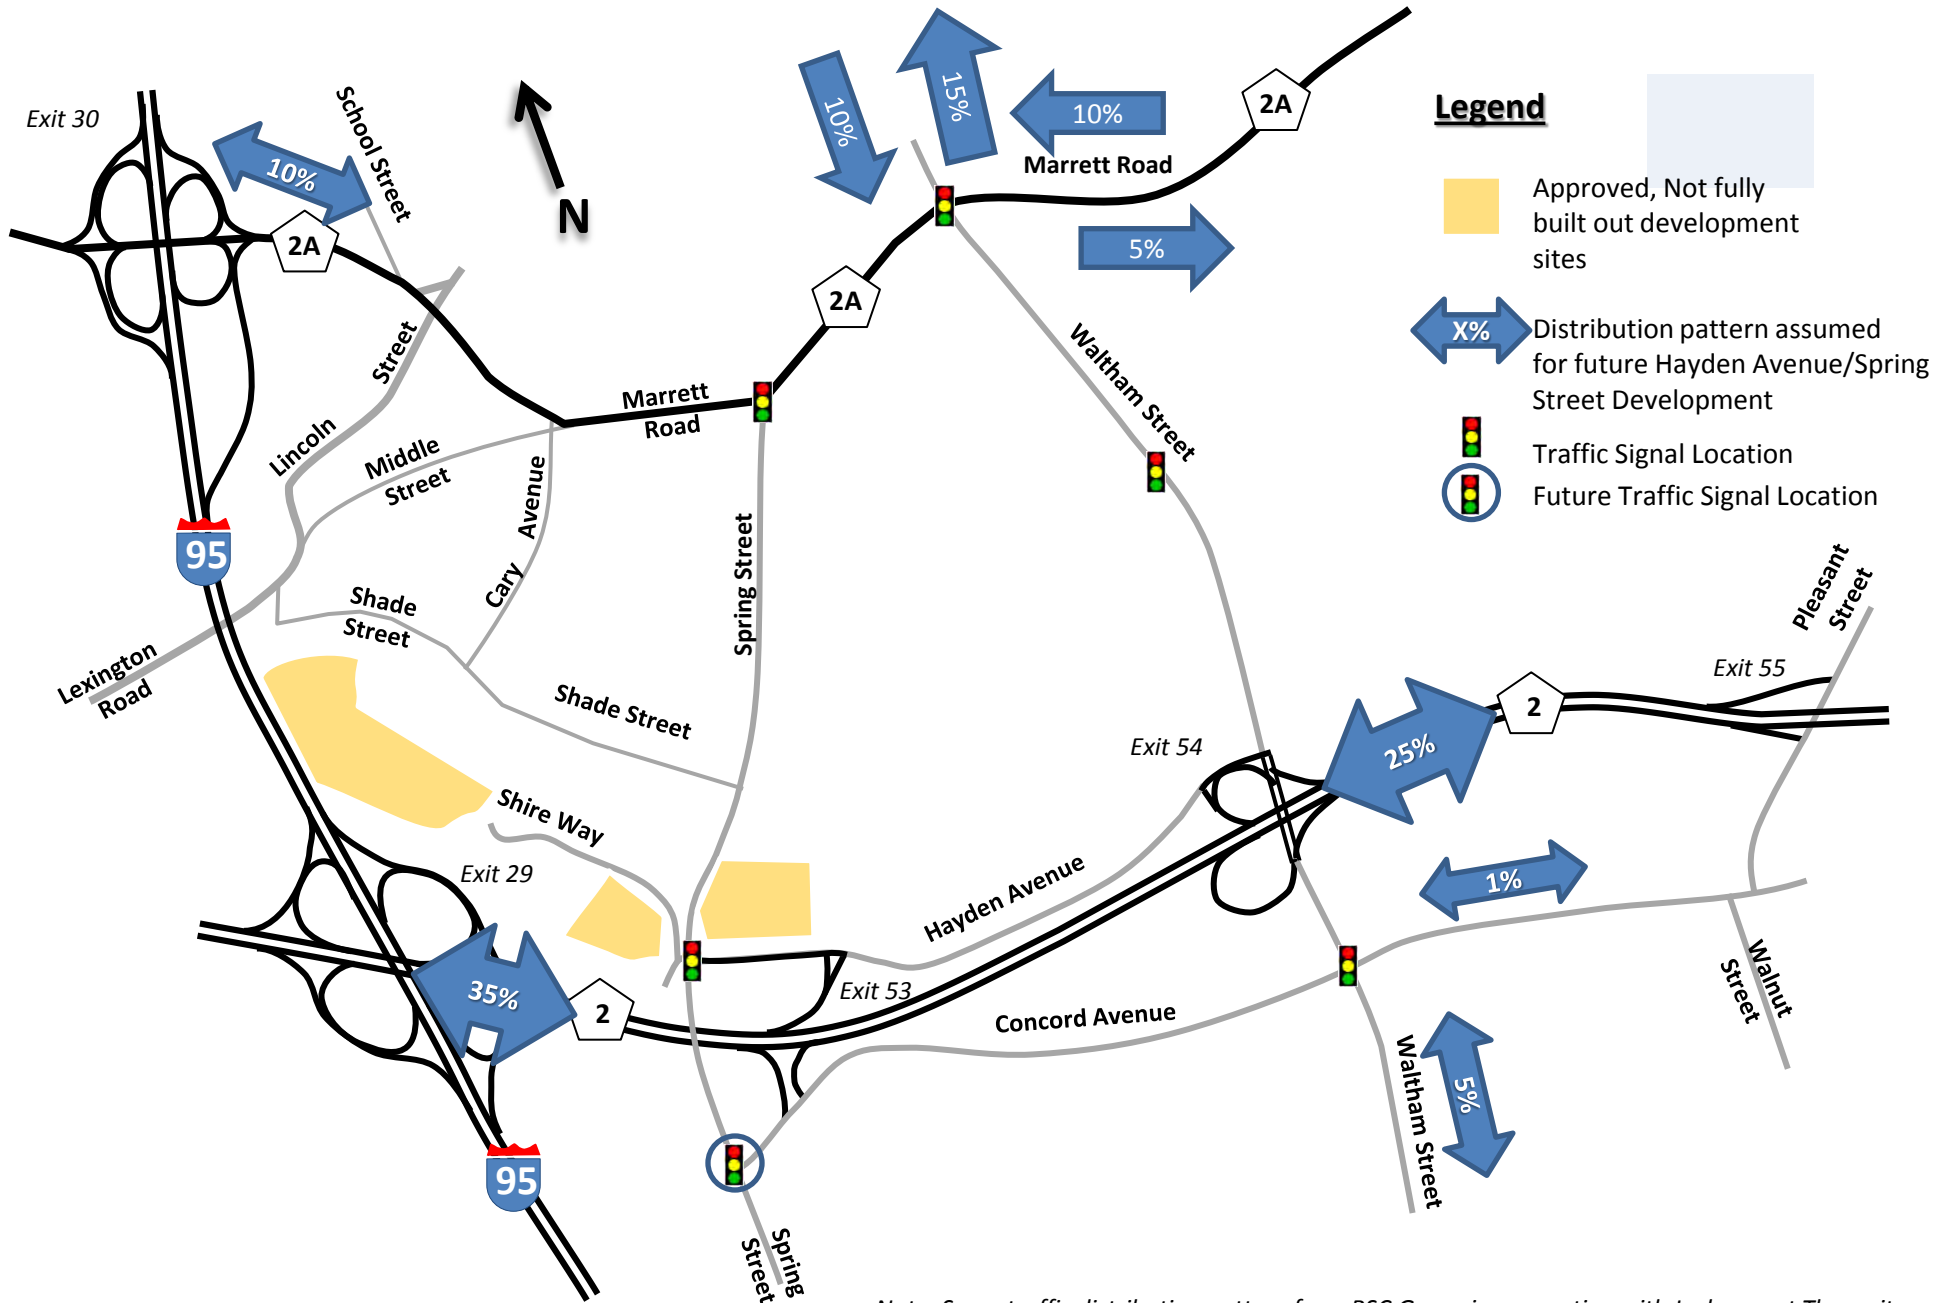 Exit 30
School Street
10%
10%
15%
10%
Marrett Road
2A
2A
2A
5%
N
Legend
Approved, Not fully
built out development
sites
X%
Distribution pattern assumed
for future Hayden Avenue/Spring
Street Development
Traffic Signal Location
Future Traffic Signal Location
Lincoln
Street
Marrett
Road
Middle
Street
Cary
Avenue
Spring Street
Waltham Street
95
Shade
Street
Lexington
Road
Shade Street
Shire Way
Pleasant
Street
Exit 55
2
25%
Exit 54
Exit 29
35%
2
Hayden Avenue
Exit 53
Concord Avenue
1%
Walnut
Street
Waltham Street
5%
95
Spring
Street